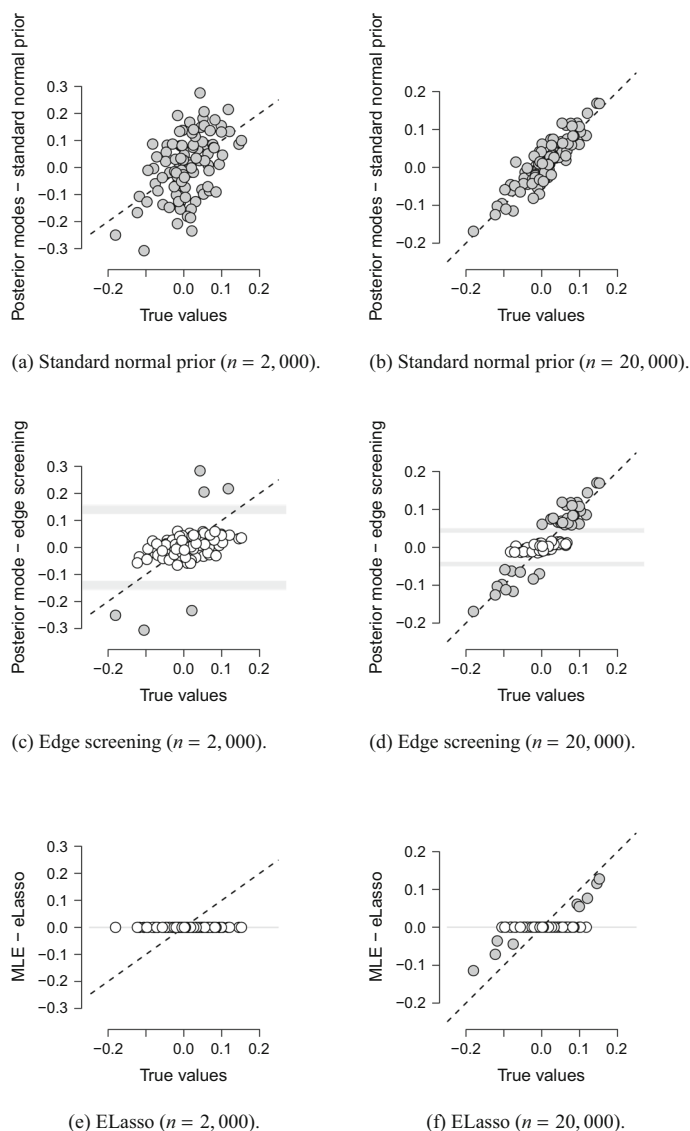 Posterior modes − standard normal prior
0.3
0.2
0.1
0.0
−0.1
−0.2
−0.3
−0.2 0.0 0.1 0.2
True values
(a) Standard normal prior (n = 2, 000).
Posterior modes − standard normal prior
0.2
0.1
0.0
−0.1
−0.2
−0.2 0.0 0.1 0.2
True values
(b) Standard normal prior (n = 20, 000).
Posterior mode − edge screening
0.3
0.2
0.1
0.0
−0.1
−0.2
−0.3
−0.2 0.0 0.1 0.2
True values
(c) Edge screening (n = 2, 000).
Posterior mode − edge screening
0.2
0.1
0.0
−0.1
−0.2
−0.2 0.0 0.1 0.2
True values
(d) Edge screening (n = 20, 000).
MLE − eLasso
0.3
0.2
0.1
0.0
−0.1
−0.2
−0.3
−0.2 0.0 0.1 0.2
True values
(e) ELasso (n = 2, 000).
MLE − eLasso
0.2
0.1
0.0
−0.1
−0.2
−0.2 0.0 0.1 0.2
True values
(f) ELasso (n = 20, 000).